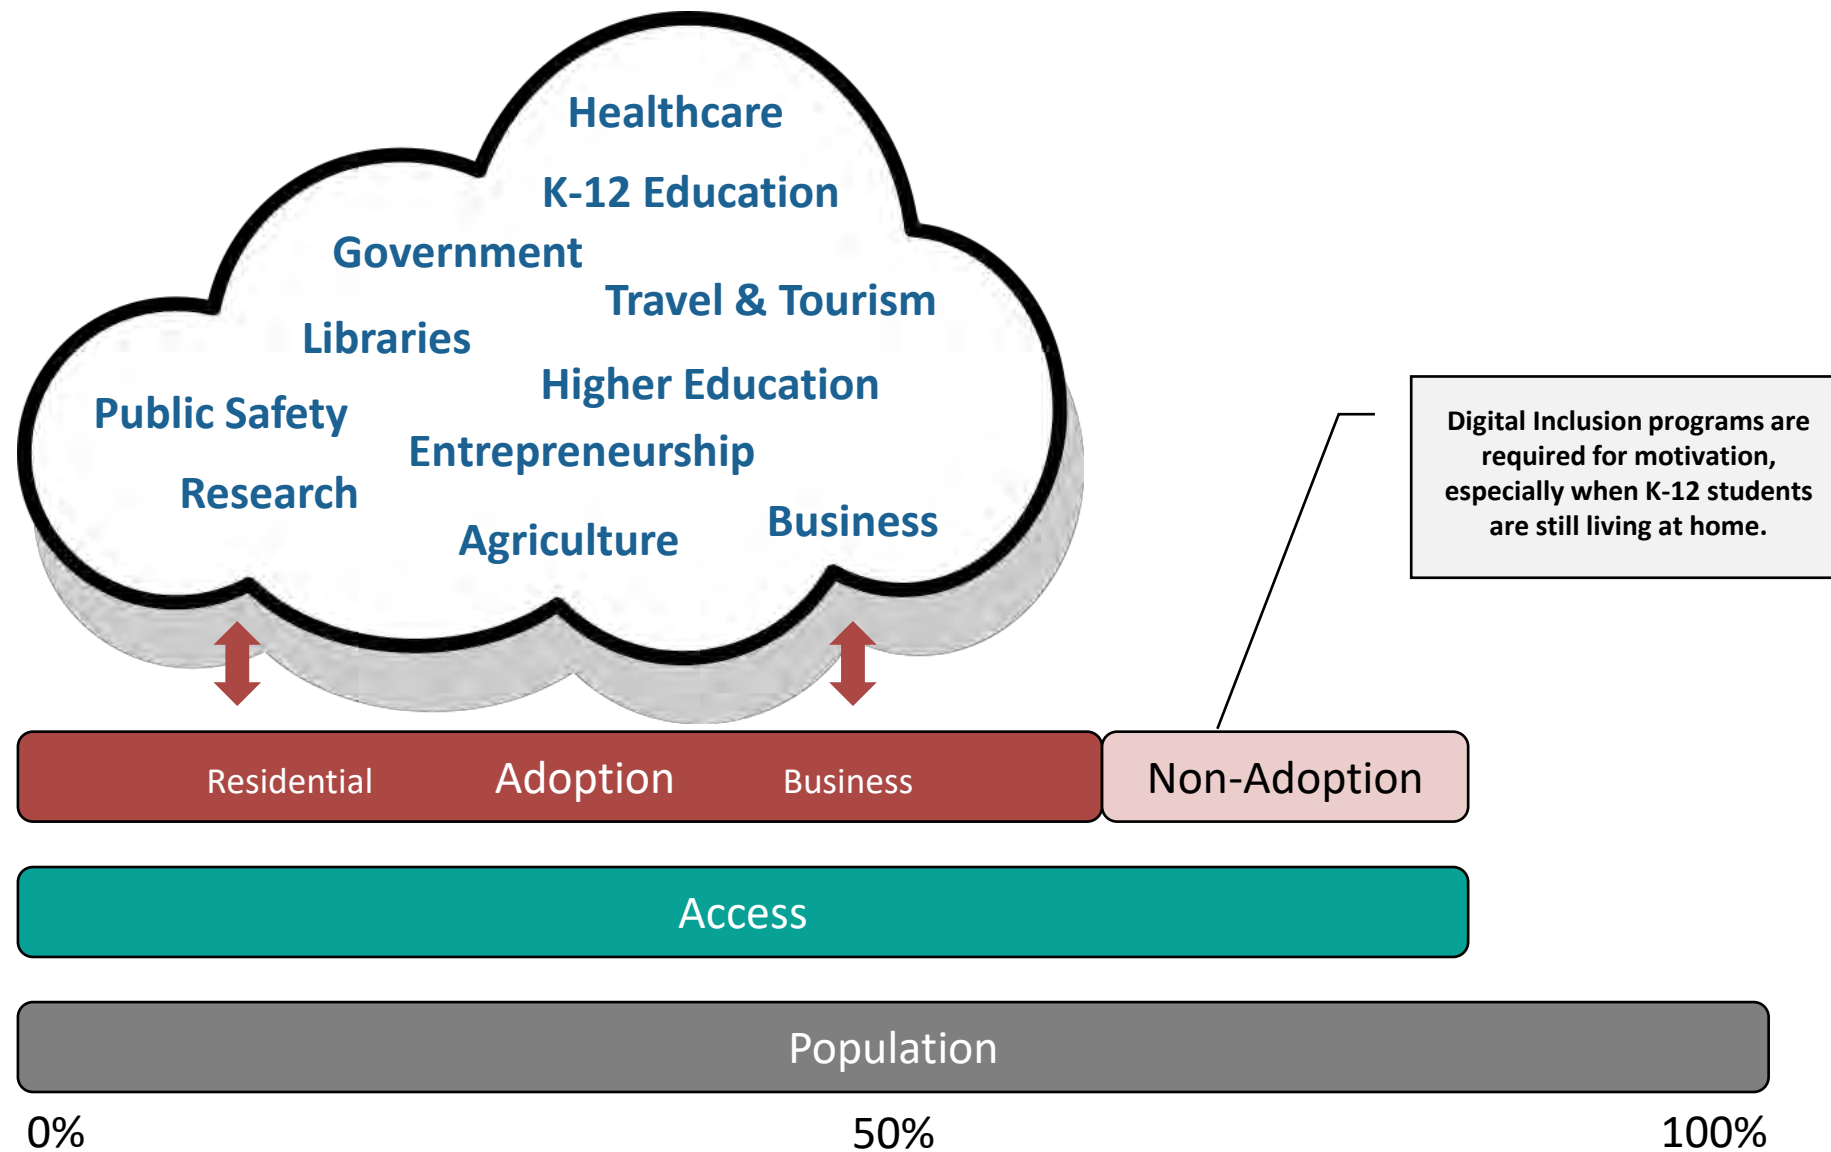 Healthcare
K-12 Education
Government
Travel & Tourism
Libraries
Higher Education
Public Safety
Entrepreneurship
Research
Business
Agriculture
Digital Inclusion programs are
required for motivation,
especially when K-12 students
are still living at home.
Residential Adoption Business
Non-Adoption
Access
Population
0% 50% 100%